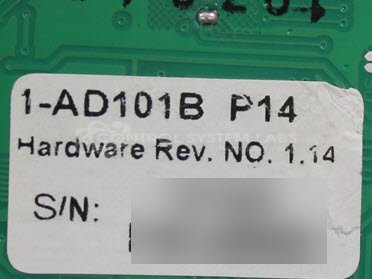 1-AD101B P14
CONTROL SYSTEM LABS
Hardware Rev. NO. 1.14
S/N: